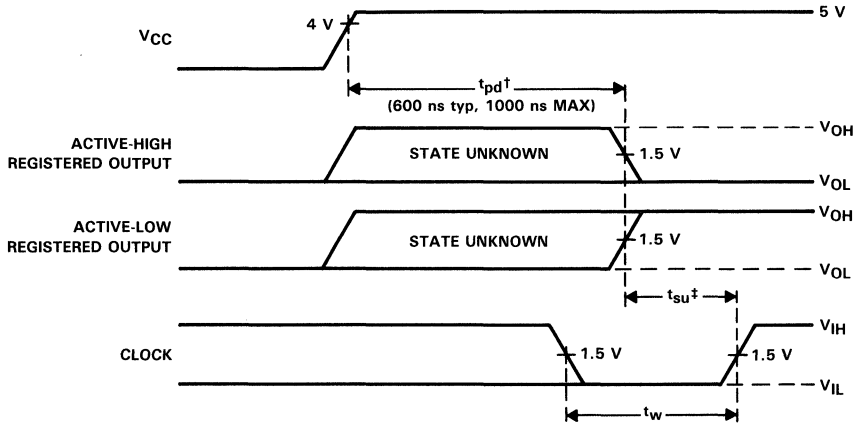 5 V
4 V
VCC
tpd†
(600 ns typ, 1000 ns MAX)
VOH
ACTIVE-HIGH
REGISTERED OUTPUT
STATE UNKNOWN
1.5 V
VOL
VOH
ACTIVE-LOW
REGISTERED OUTPUT
STATE UNKNOWN
1.5 V
VOL
tsu‡
VIH
CLOCK
1.5 V
1.5 V
VIL
tw